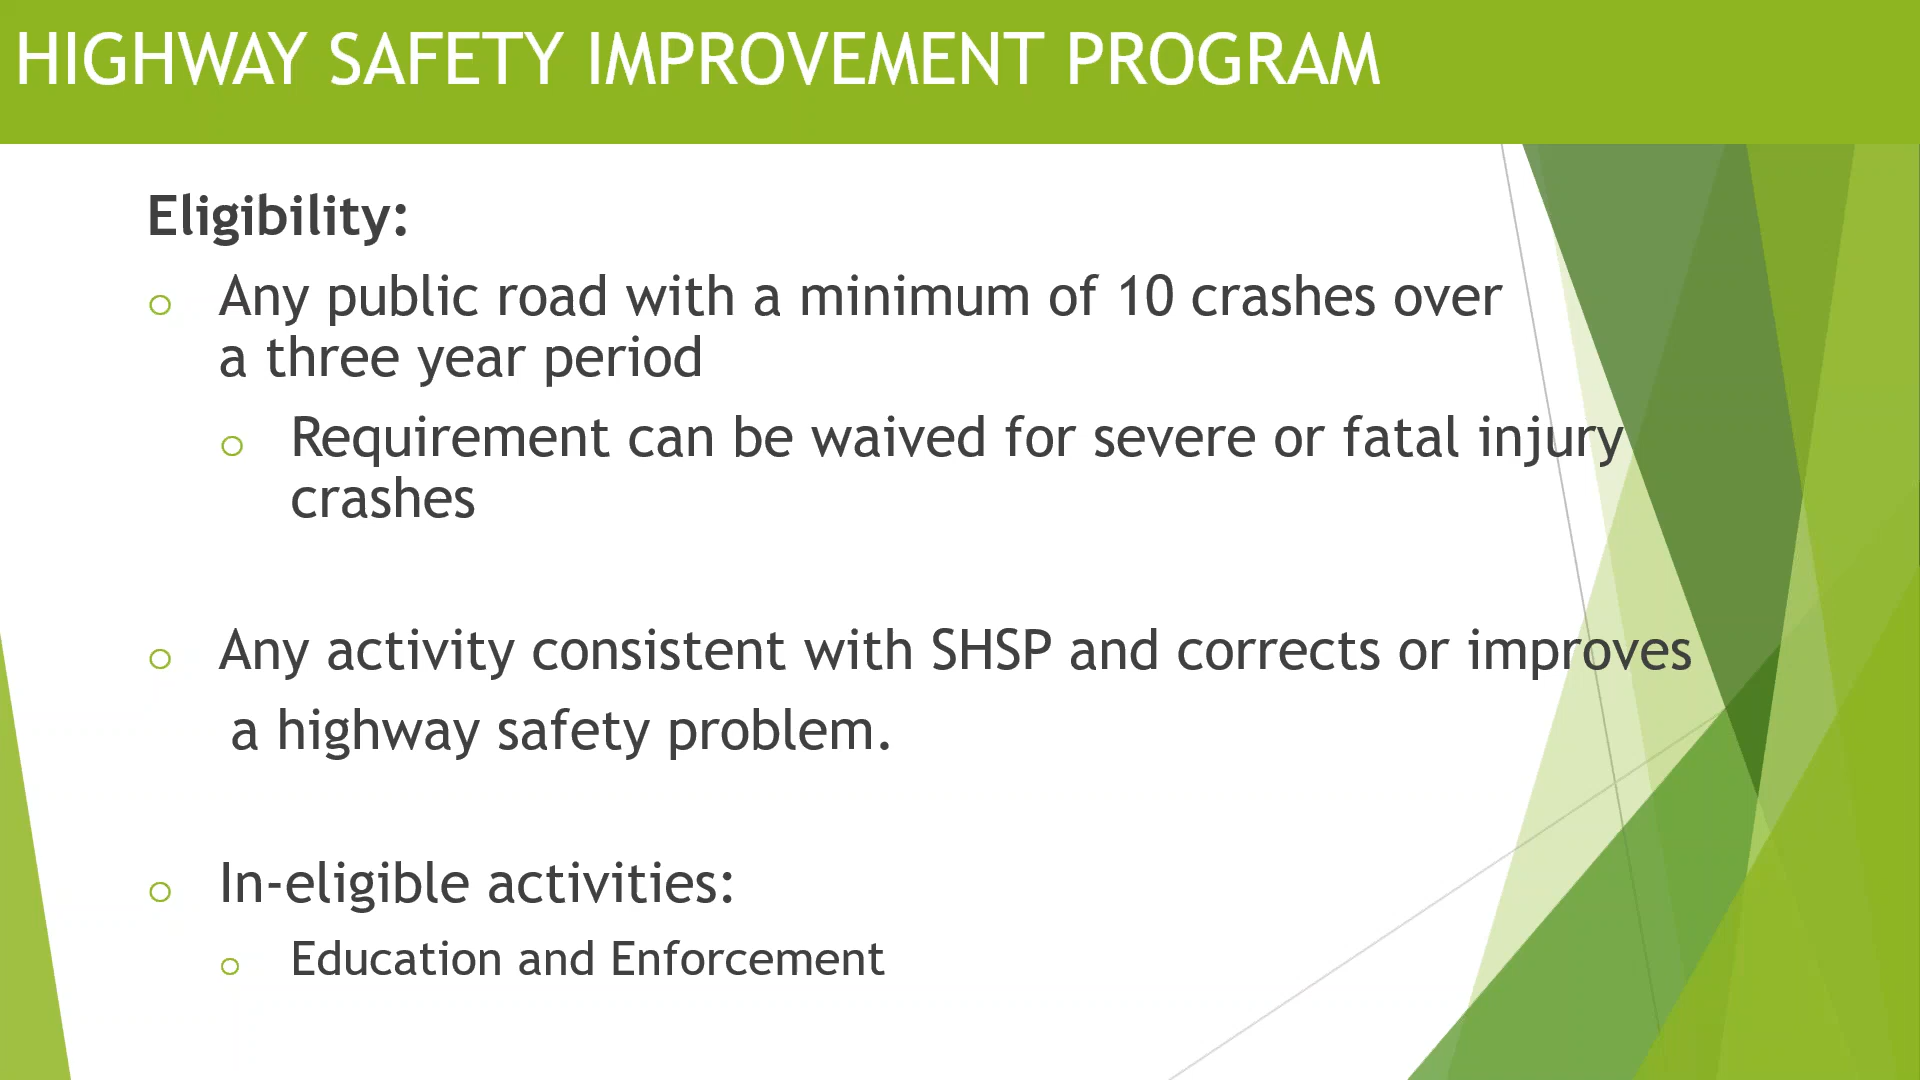 HIGHWAY SAFETY IMPROVEMENT PROGRAM
Eligibility:
Any public road with a minimum of 10 crashes over
a three year period
Requirement can be waived for severe or fatal injury
crashes
Any activity consistent with SHSP and corrects or improves
a highway safety problem.
In-eligible activities:
Education and Enforcement